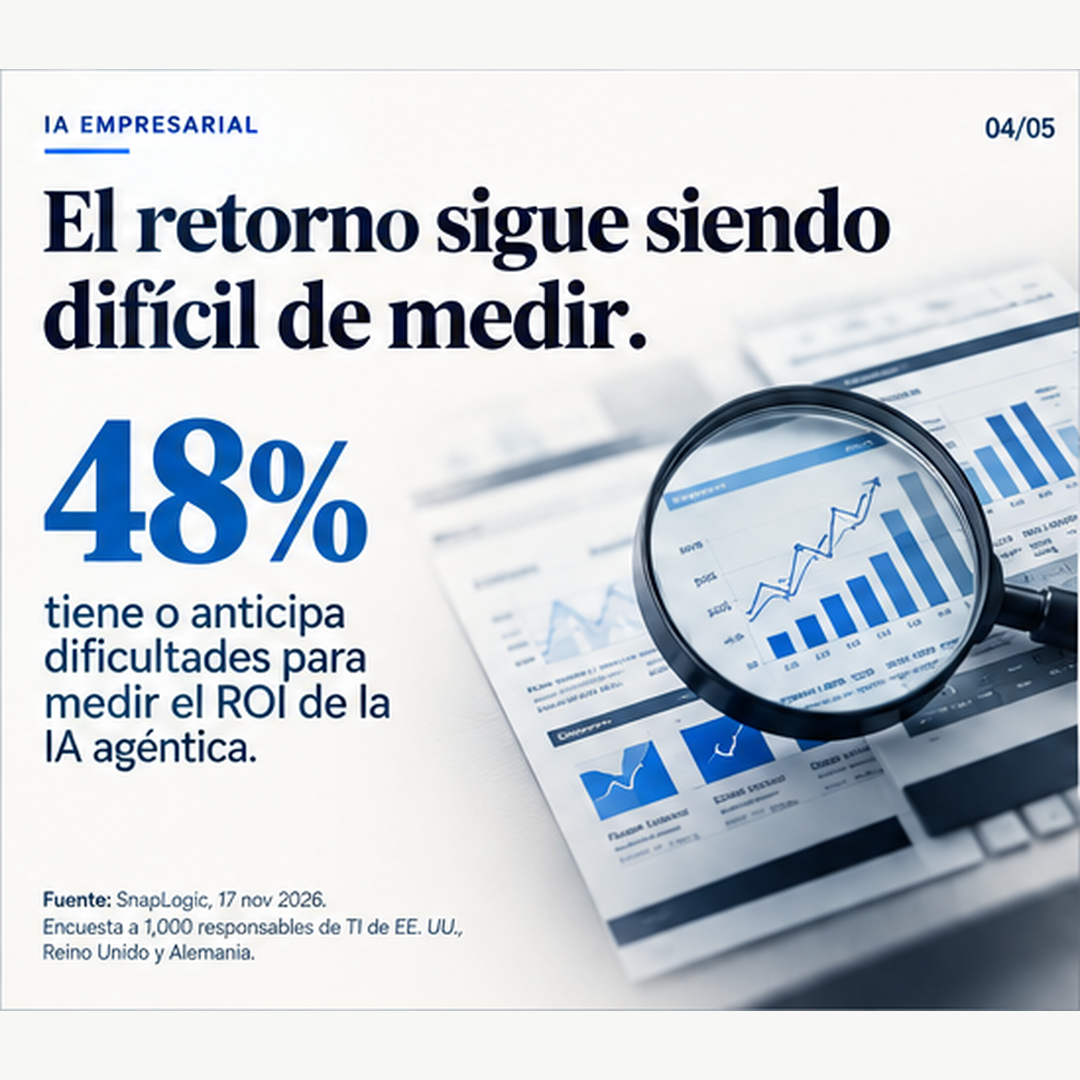 IA EMPRESARIAL
04/05
El retorno sigue siendo
difícil de medir.
48%
tiene o anticipa
dificultades para
medir el ROI de la
IA agéntica.
Fuente: SnapLogic, 17 nov 2026.
Encuesta a 1,000 responsables de TI de EE. UU.,
Reino Unido y Alemania.